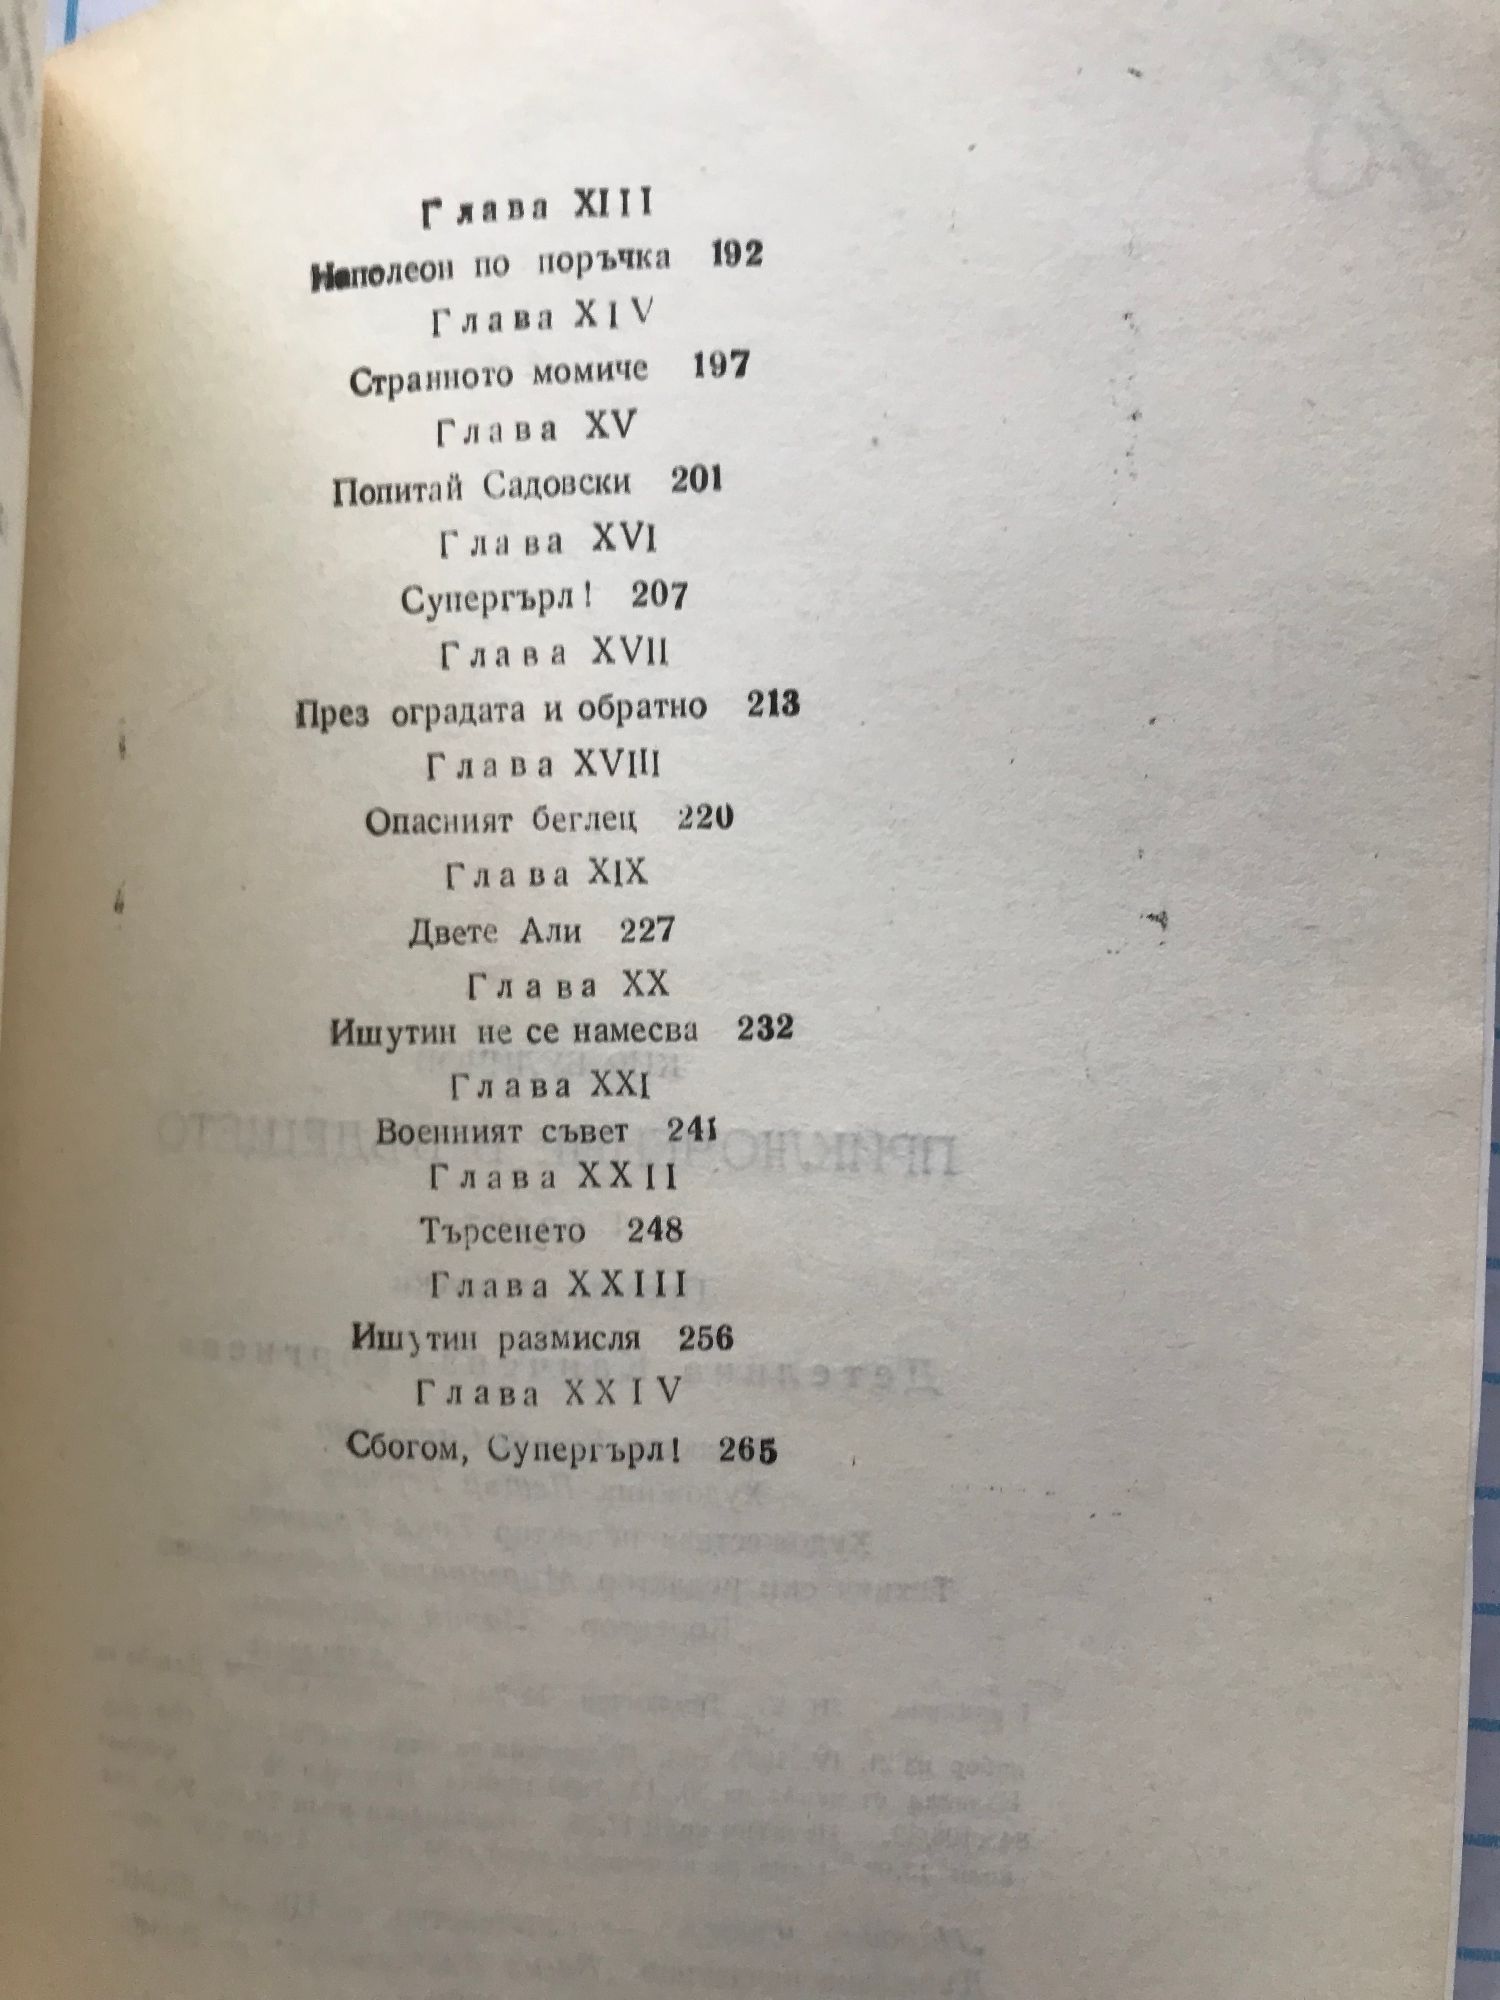 Глава XIII
Наполеон по поръчка 192
Глава XIV
Странното момиче 197
Глава XV
Попитай Садовски 201
Глава XVI
Супергърл! 207
Глава XVII
През оградата и обратно 213
Глава XVIII
Опасният беглец 220
Глава XIX
Двете Али 227
Глава XX
Ишутин не се намесва 232
Глава XXI
Военният съвет 241
Глава XXII
Търсенето 248
Глава XXIII
Ишутин размисля 256
Глава XXIV
Сбогом, Супергърл! 265